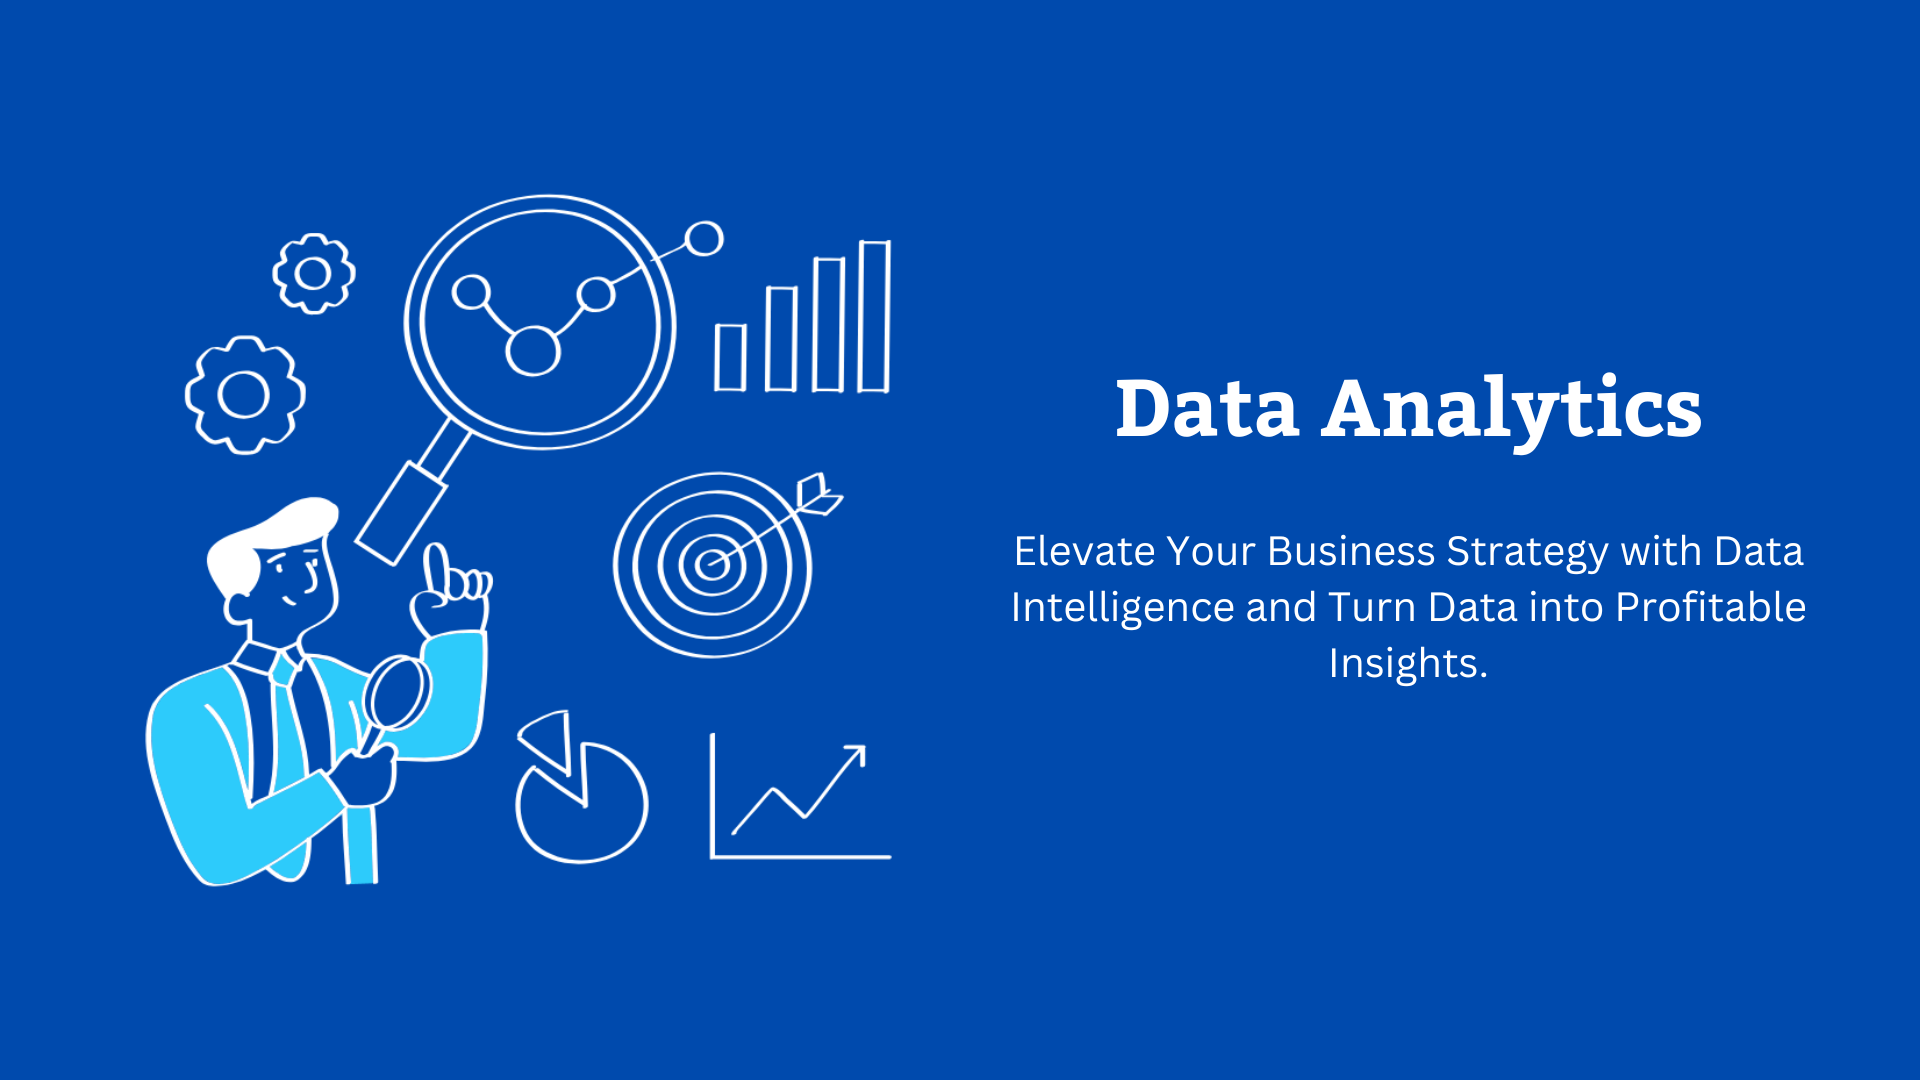 Data Analytics
Elevate Your Business Strategy with Data
Intelligence and Turn Data into Profitable
Insights.